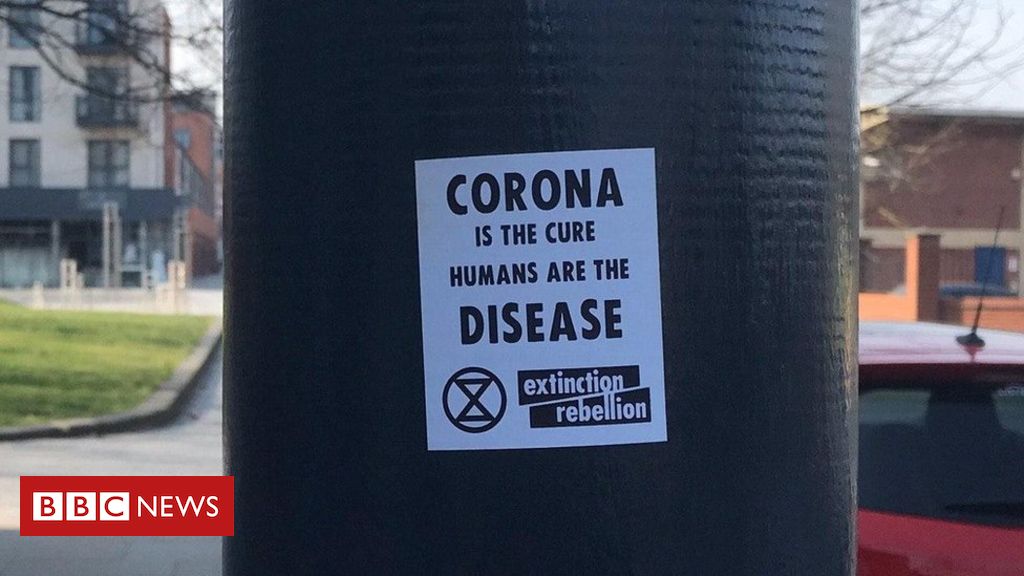 CORONA
IS THE CURE
HUMANS ARE THE
DISEASE
extinction
rebellion
BBC NEWS